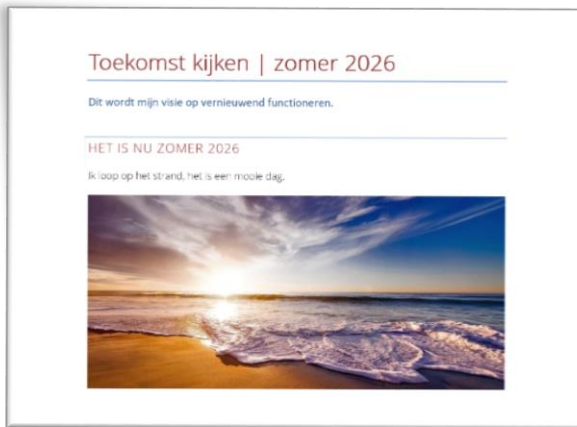 Toekomst kijken | zomer 2026
Dit wordt mijn visie op vernieuwend functioneren.
HET IS NU ZOMER 2026
Ik loop op het strand, het is een mooie dag.